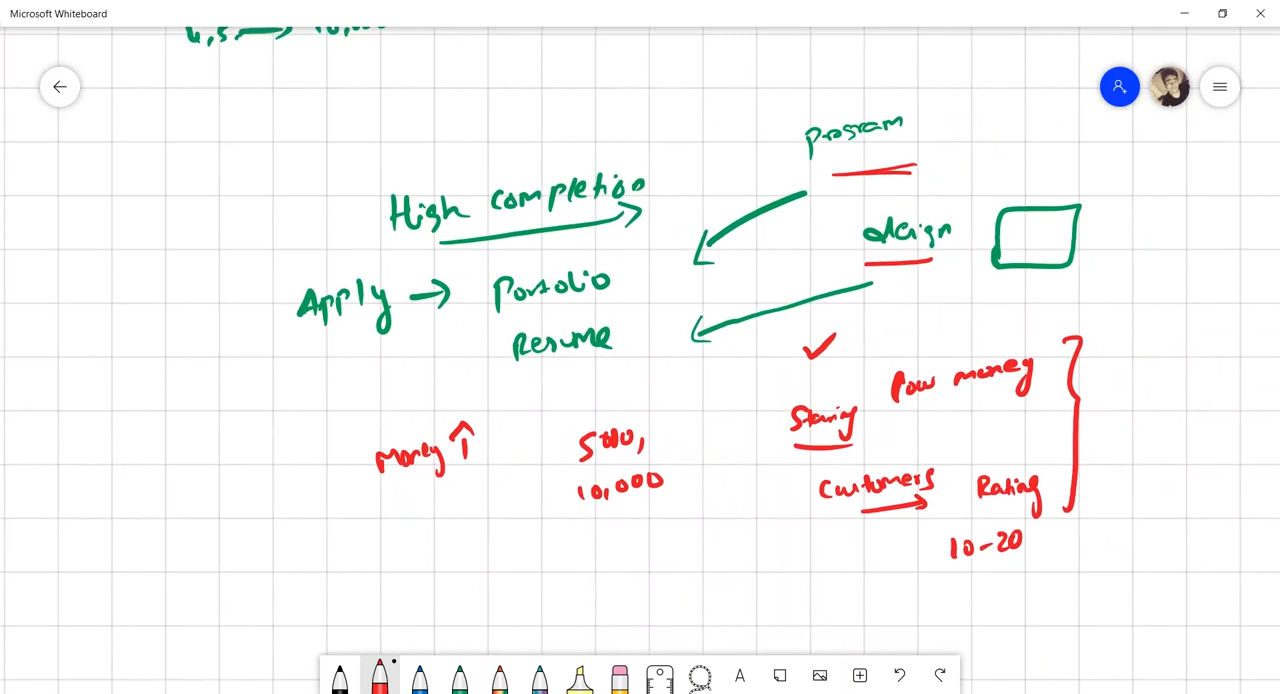 Microsoft Whiteboard
Program
High completion
design
Apply → Portfolio
Resume
Low money
Staring
Money ↑
5000,
10,000
Customers
Rating
10-20
A